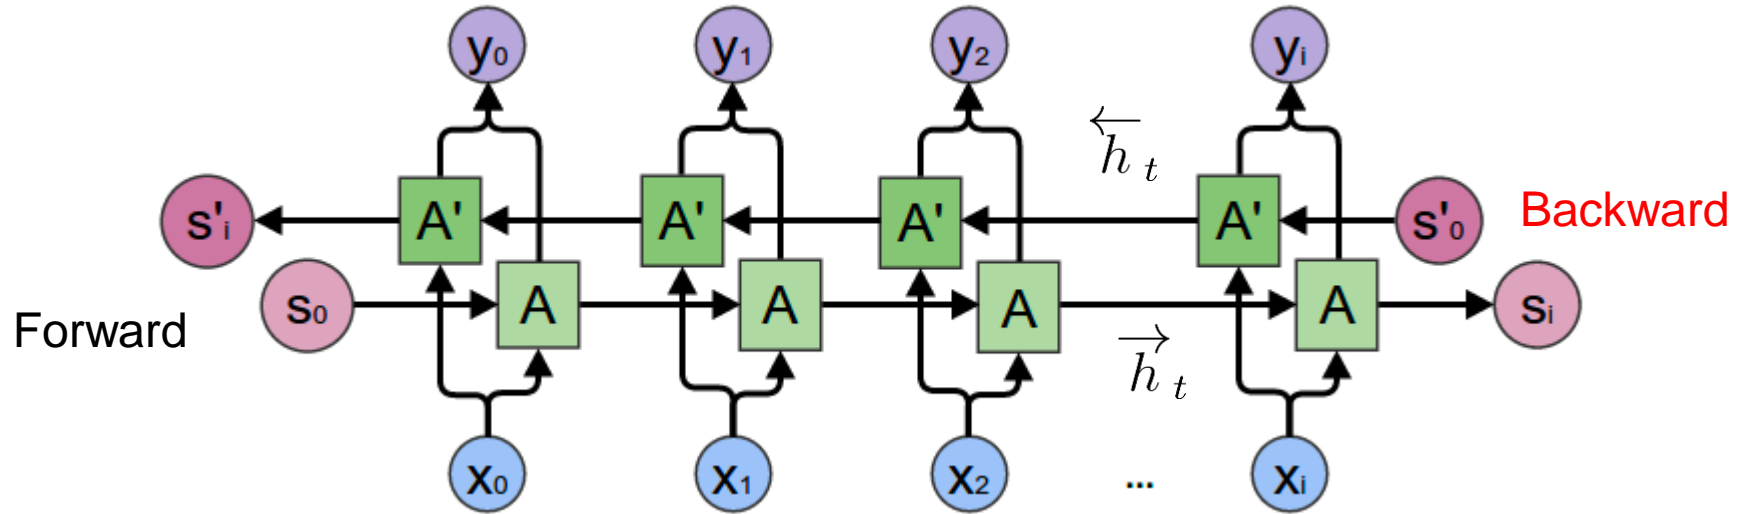 y₀ y₁ y₂ yᵢ
←
h t
s'ᵢ A' A' A' A' s'₀ Backward
Forward s₀ A A A A sᵢ
→
h t
x₀ x₁ x₂ ... xᵢ